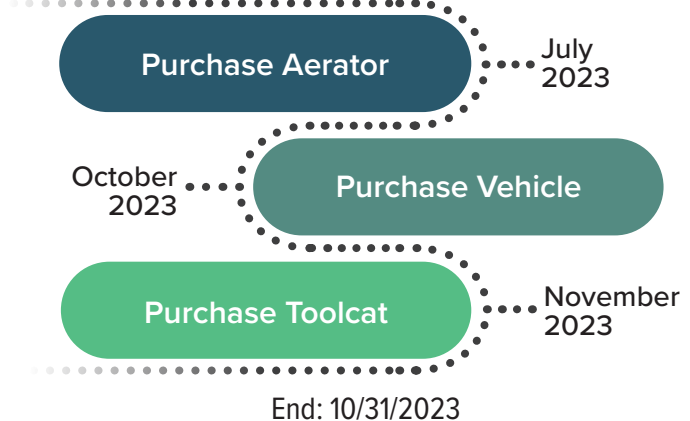 Purchase Aerator
July
2023
October
2023
Purchase Vehicle
Purchase Toolcat
November
2023
End: 10/31/2023